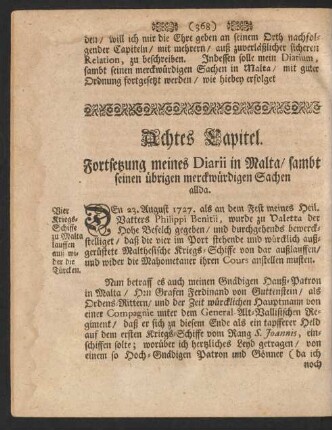 (368)
den/ will ich mir die Ehre geben an seinem Orth nachfol-
gender Capiteln/ mit mehrern/ auß zuverläßlicher sicheren
Relation, zu beschreiben. Indessen solle mein Diarium,
sambt seinen merckwürdigen Sachen in Malta/ mit guter
Ordnung fortgesetzt werden/ wie hiebey erfolget
Achtes Capitel.
Fortsetzung meines Diarii in Malta/ sambt
seinen übrigen merckwürdigen Sachen
allda.
Vier
Kriegs-
Schiffe
zu Malta
lauffen
aus wi-
der die
Türcken.
DEn 23. August 1727. als an dem Fest meines Heil.
Vatters Philippi Benitii, wurde zu Valetta der
Hohe Befelch gegeben/ und durchgehends bewerck-
stelliget/ daß die vier im Port stehende und würcklich auß-
gerüstete Malthesische Kriegs-Schiffe von dar außlauffen/
und wider die Mahometaner ihren Cours anstellen musten.
Nun betraff es auch meinen Gnädigen Hauß-Patron
in Malta/ Herrn Grafen Ferdinand von Guttenstein/ als
Ordens-Rittern/ und der Zeit würcklichen Hauptmann von
einer Compagnie unter dem General-Alt-Wallisischen Re-
giment/ daß er sich zu diesem Ende als ein tapfferer Held
auf dem ersten Kriegs-Schiffe vom Rang S. Joannis, ein-
schiffen solte; worüber ich hertzliches Leyd getragen/ von
einem so Hoch-Gnädigen Patron und Gönner (da ich
noch